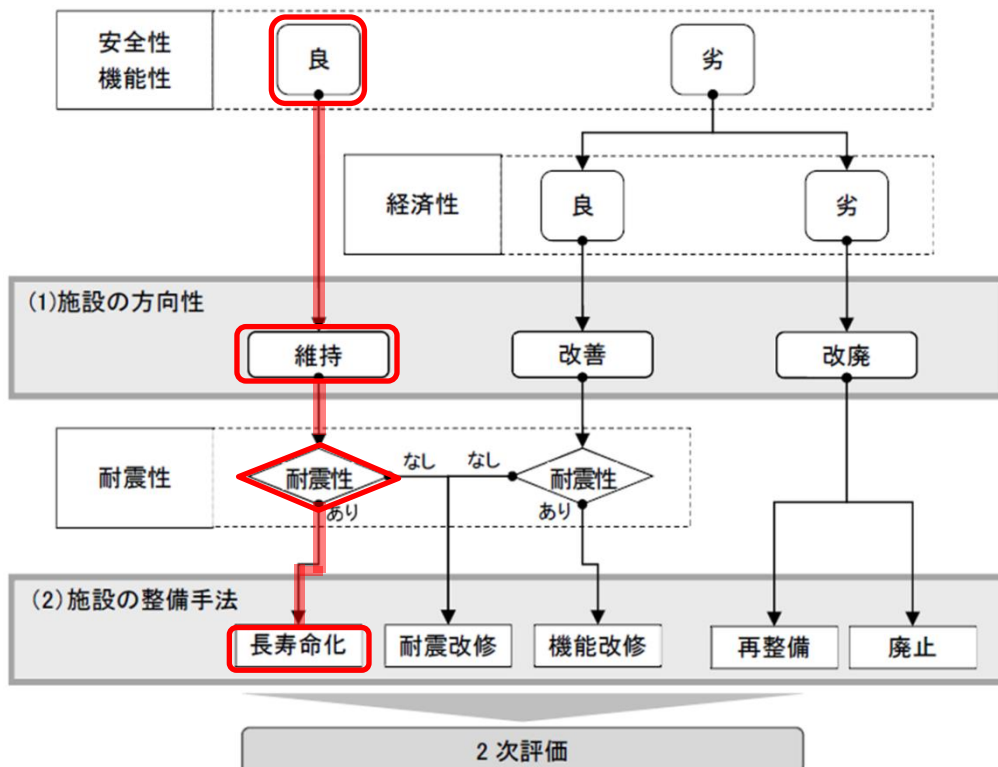 安全性
機能性
良
劣
経済性
良
劣
(1)施設の方向性
維持
改善
改廃
耐震性
耐震性
なし
なし
耐震性
あり
あり
(2)施設の整備手法
長寿命化
耐震改修
機能改修
再整備
廃止
2次評価